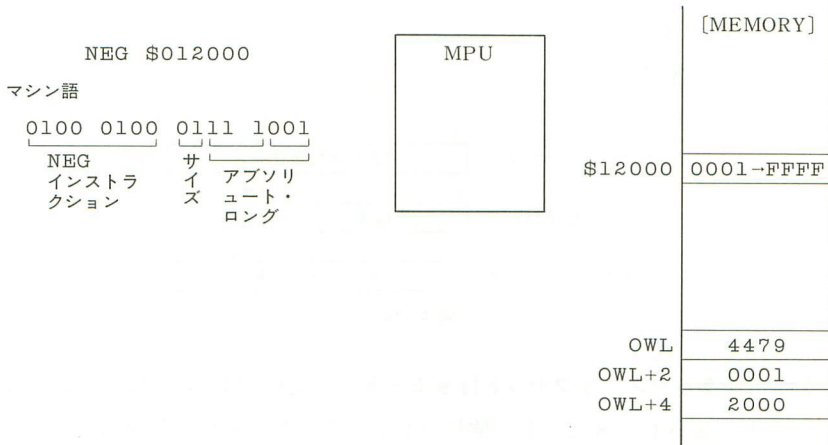 NEG $012000
マシン語
0100 0100 0111 1001
NEG
インストラ
クション
サイズ
アブソリ
ュート・
ロング
MPU
[MEMORY]
$12000 0001→FFFF
OWL 4479
OWL+2 0001
OWL+4 2000